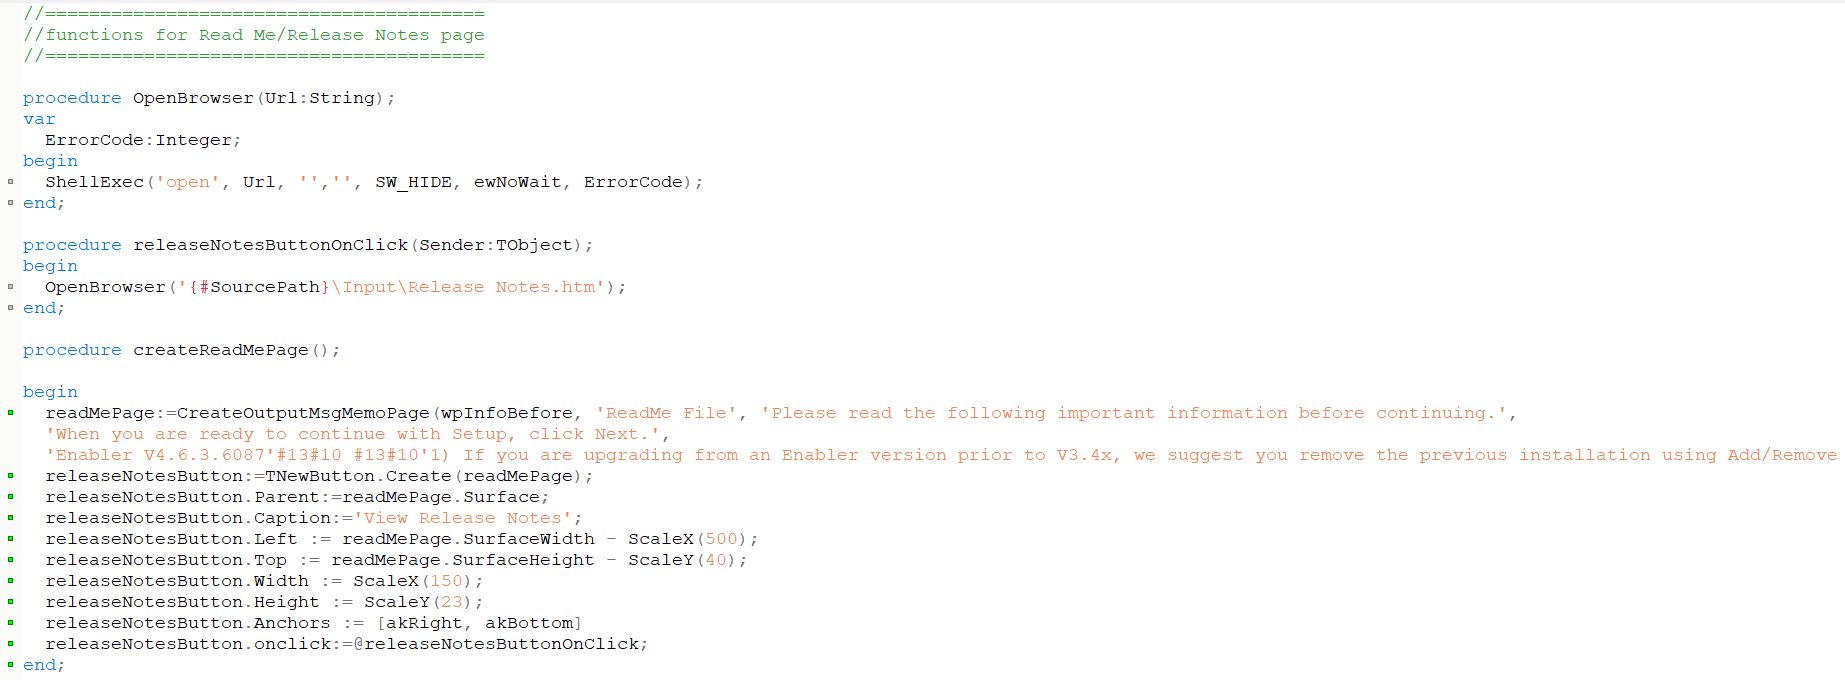 //========================================
//functions for Read Me/Release Notes page
//========================================
procedure OpenBrowser(Url:String);
var
ErrorCode:Integer;
begin
ShellExec('open', Url, '','', SW_HIDE, ewNoWait, ErrorCode);
end;
procedure releaseNotesButtonOnClick(Sender:TObject);
begin
OpenBrowser('{#SourcePath}\Input\Release Notes.htm');
end;
procedure createReadMePage();
begin
readMePage:=CreateOutputMsgMemoPage(wpInfoBefore, 'ReadMe File', 'Please read the following important information before continuing.',
'When you are ready to continue with Setup, click Next.',
'Enabler V4.6.3.6087'#13#10 #13#10'1) If you are upgrading from an Enabler version prior to V3.4x, we suggest you remove the previous installation using Add/Remove
releaseNotesButton:=TNewButton.Create(readMePage);
releaseNotesButton.Parent:=readMePage.Surface;
releaseNotesButton.Caption:='View Release Notes';
releaseNotesButton.Left := readMePage.SurfaceWidth - ScaleX(500);
releaseNotesButton.Top := readMePage.SurfaceHeight - ScaleY(40);
releaseNotesButton.Width := ScaleX(150);
releaseNotesButton.Height := ScaleY(23);
releaseNotesButton.Anchors := [akRight, akBottom]
releaseNotesButton.onclick:=@releaseNotesButtonOnClick;
end;